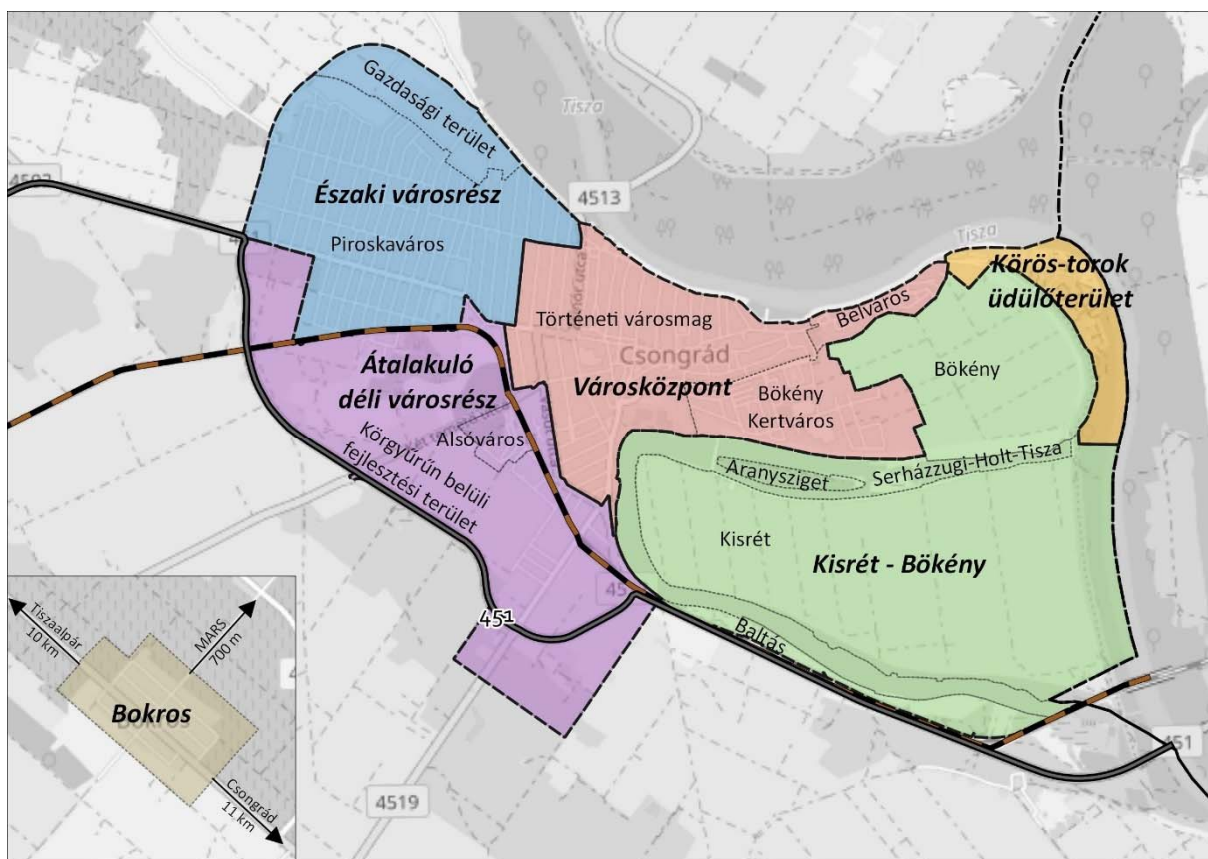 Gazdasági terület
Tisza
Északi városrész
4513
Piroskaváros
Tisza
Körös-torok
üdülőterület
Belváros
Történeti városmag
Csongrád
Városközpont
Bökény
Bökény
Kertváros
Átalakuló
déli városrész
Alsóváros
Körgyűrűn belüli
fejlesztési terület
Aranysziget
Serházzugi-Holt-Tisza
Kisrét
Kisrét - Bökény
451
Baltás
451
4519
Tiszaalpár
10 km
MARS
700 m
Bokros
Csongrád
11 km